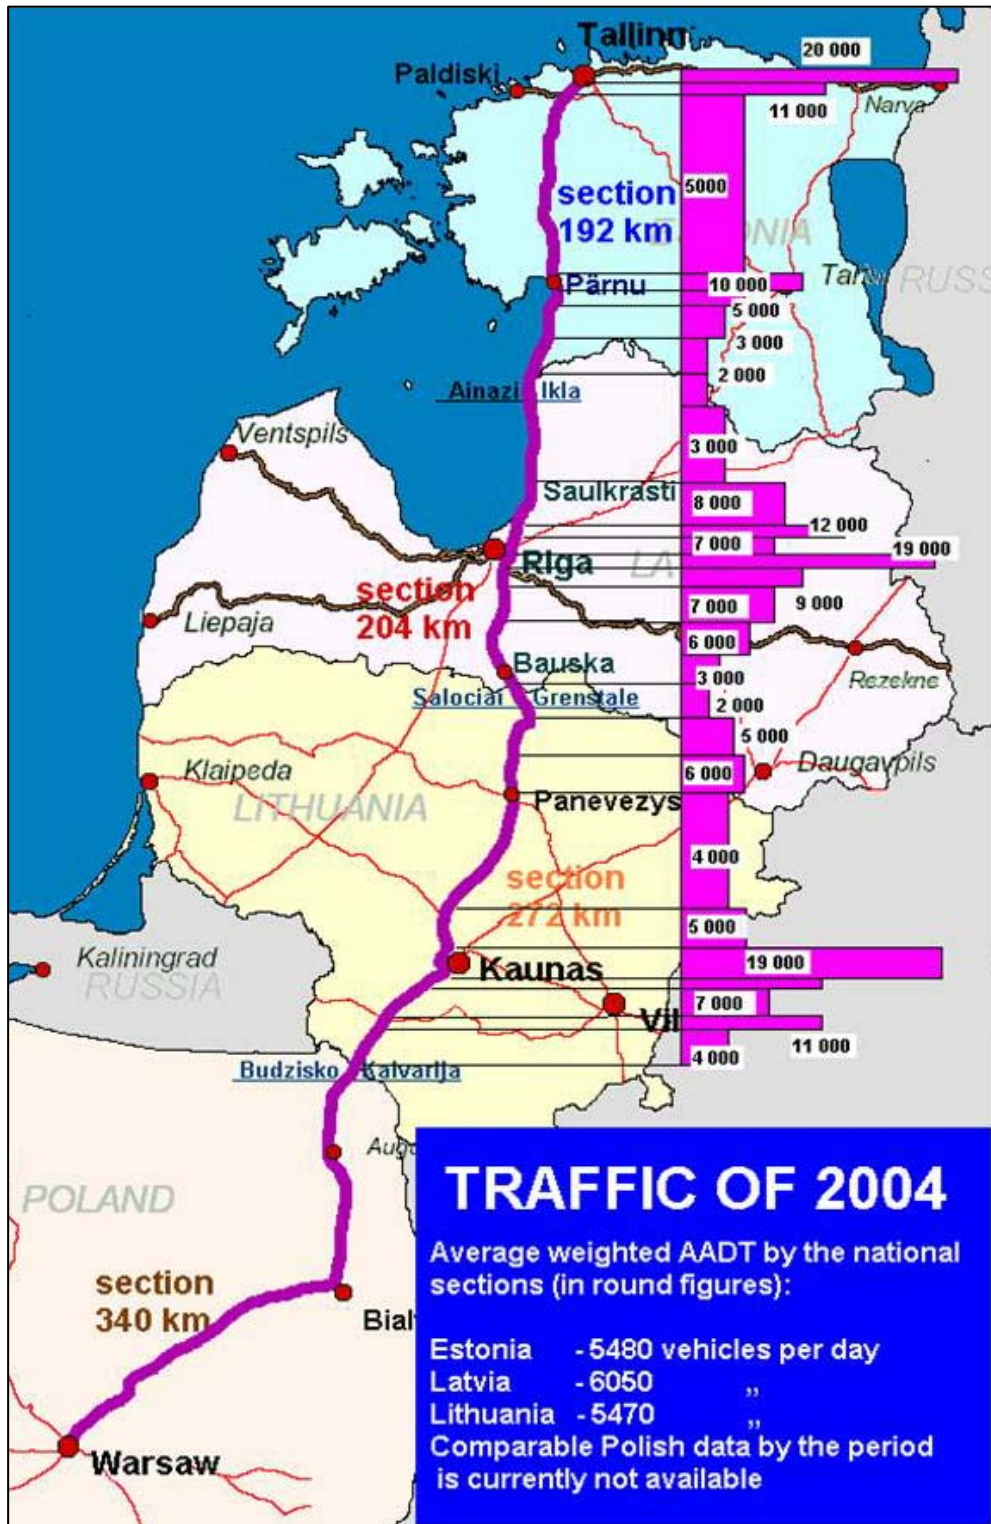 Tallinn
20 000
Paldiski
11 000
Narva
section
192 km
5000
ESTONIA
RUSS
Pärnu
10 000
5 000
3 000
2 000
Ainazi Ikla
3 000
Ventspils
Saulkrasti
8 000
12 000
7 000
19 000
Riga
LA
section
204 km
7 000
9 000
Liepaja
6 000
Bauska
3 000
Rezekne
Salociai Grenstale
2 000
5 000
Klaipeda
6 000
Daugavpils
LITHUANIA
Panevezys
4 000
section
272 km
5 000
Kaliningrad
RUSSIA
Kaunas
19 000
7 000
Vil
11 000
4 000
Budzisko Kalvarija
Aug
POLAND
section
340 km
Bial
Warsaw
TRAFFIC OF 2004
Average weighted AADT by the national
sections (in round figures):
Estonia - 5480 vehicles per day
Latvia - 6050 „
Lithuania - 5470 „
Comparable Polish data by the period
is currently not available